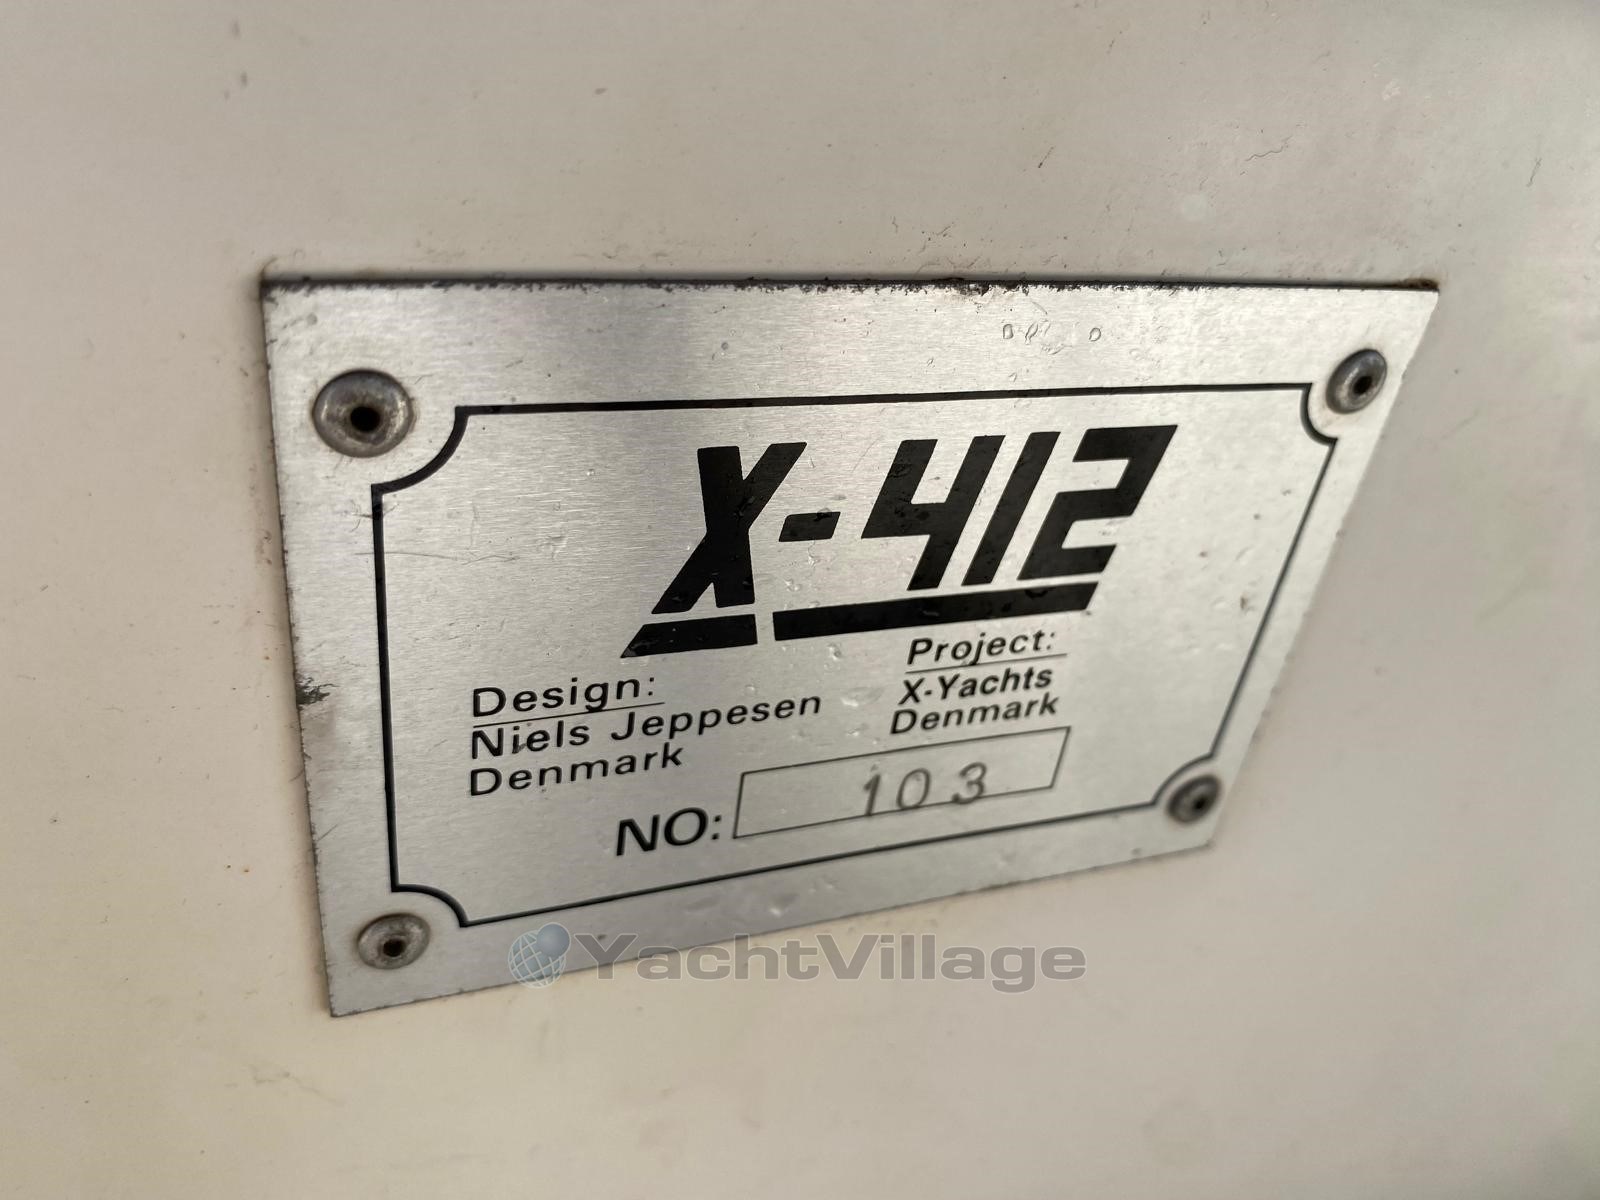 X-412
Design:
Niels Jeppesen
Denmark
Project:
X-Yachts
Denmark
NO: 103
YachtVillage